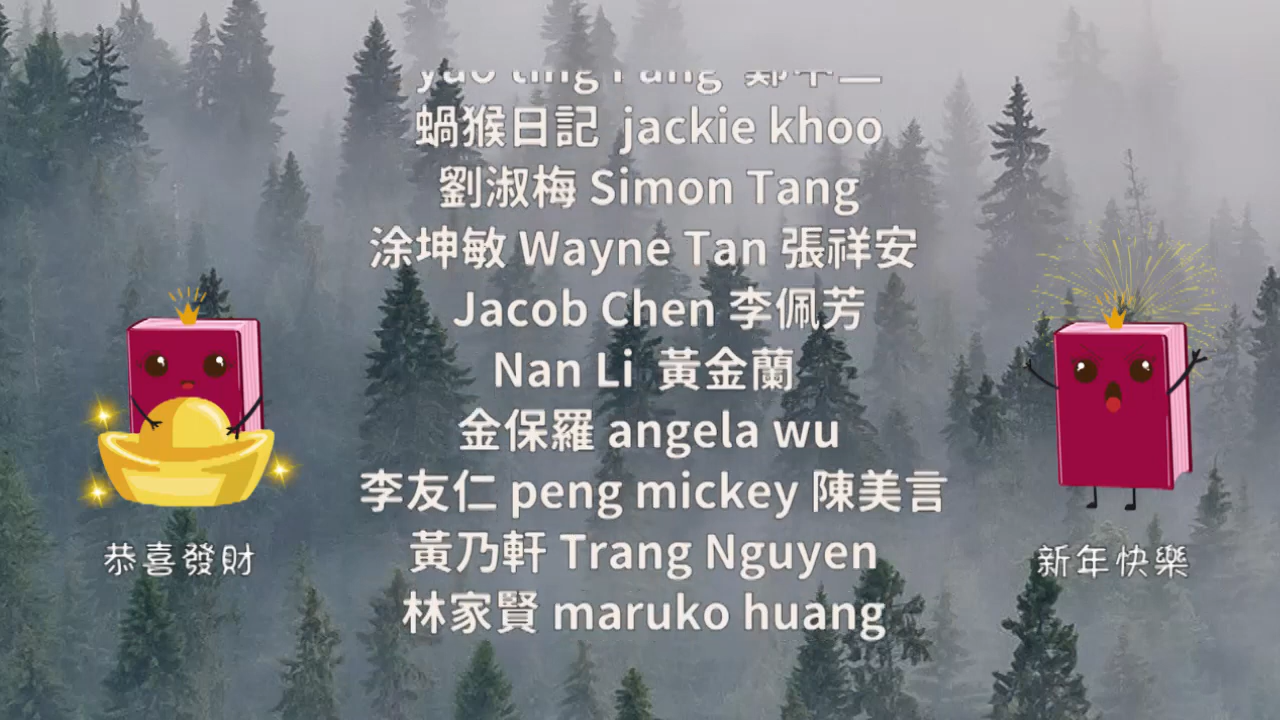 蝸猴日記 jackie khoo
劉淑梅 Simon Tang
涂坤敏 Wayne Tan 張祥安
Jacob Chen 李佩芳
Nan Li 黃金蘭
金保羅 angela wu
李友仁 peng mickey 陳美言
黃乃軒 Trang Nguyen
林家賢 maruko huang
恭喜發財
新年快樂